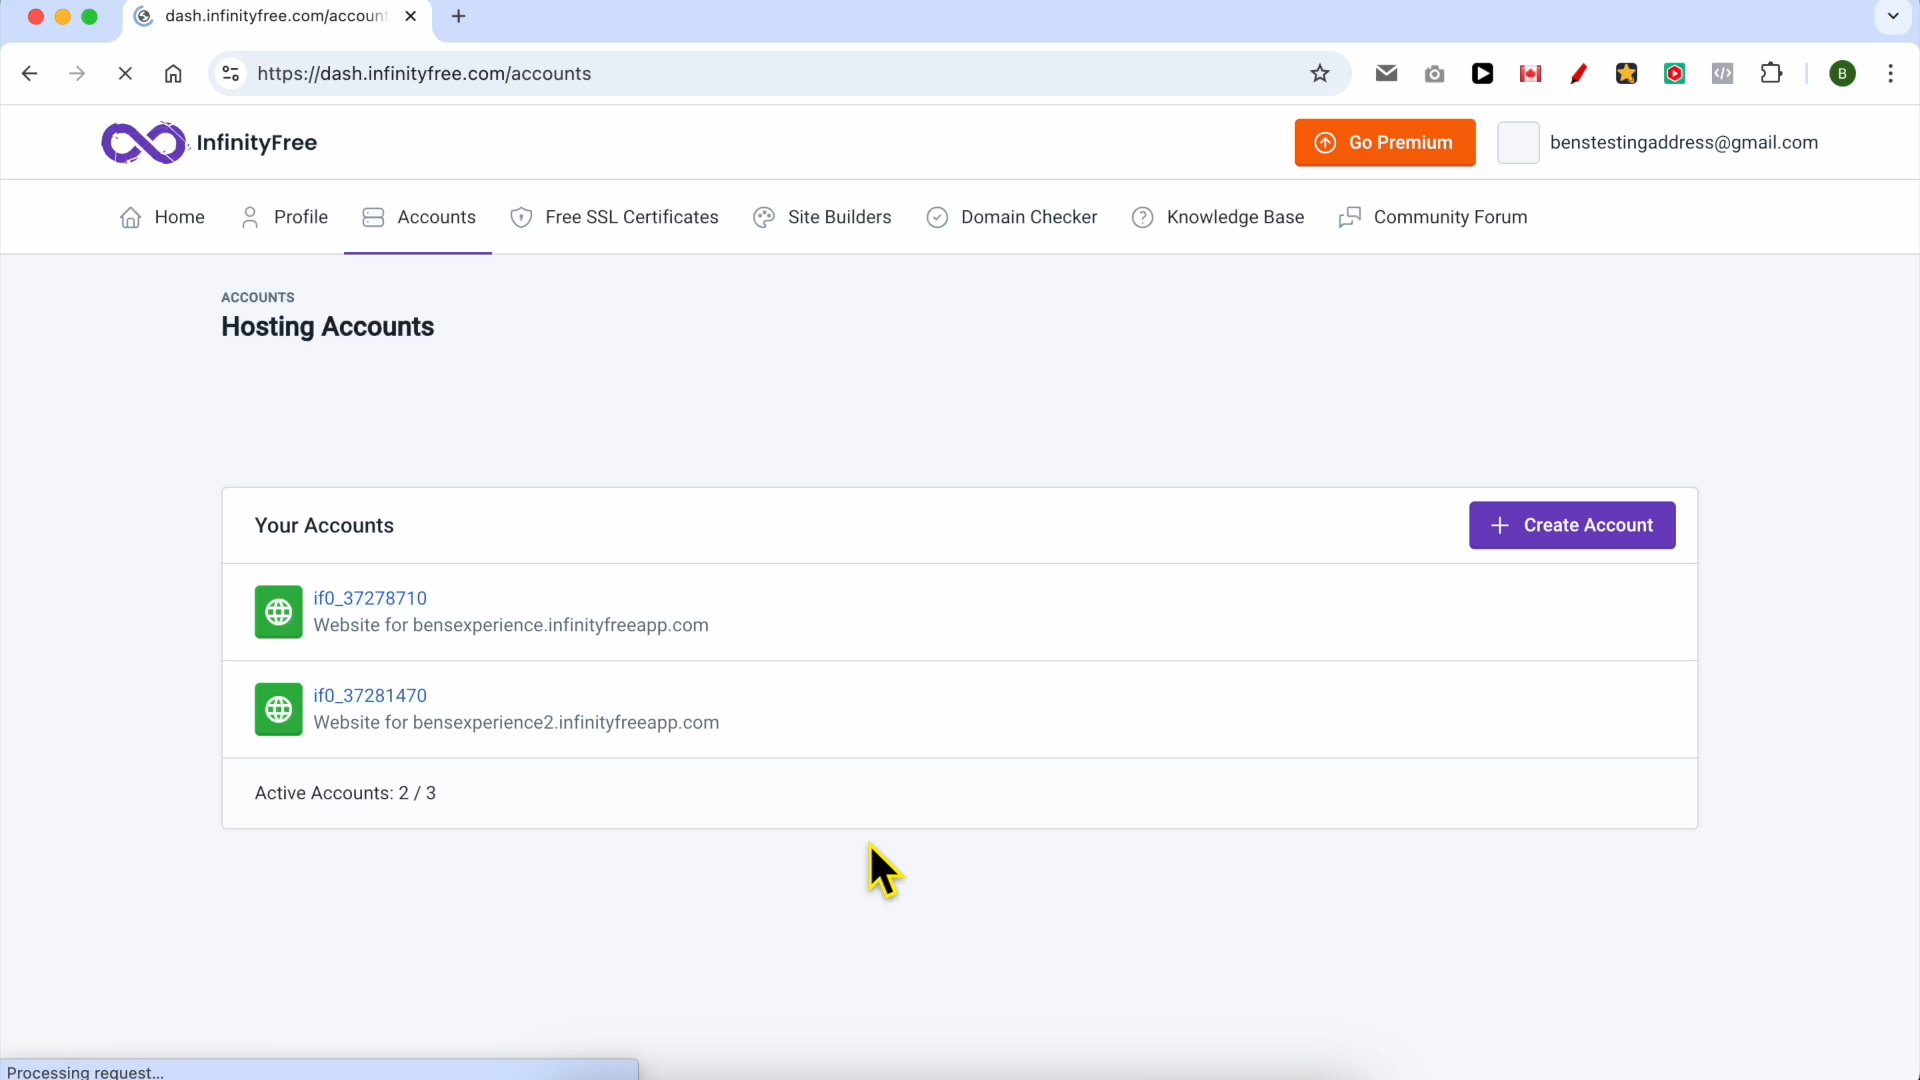 dash.infinityfree.com/accoun
https://dash.infinityfree.com/accounts
B
InfinityFree
Go Premium
benstestingaddress@gmail.com
Home
Profile
Accounts
Free SSL Certificates
Site Builders
Domain Checker
Knowledge Base
Community Forum
ACCOUNTS
Hosting Accounts
Your Accounts
Create Account
if0_37278710
Website for bensexperience.infinityfreeapp.com
if0_37281470
Website for bensexperience2.infinityfreeapp.com
Active Accounts: 2 / 3
Processing request...